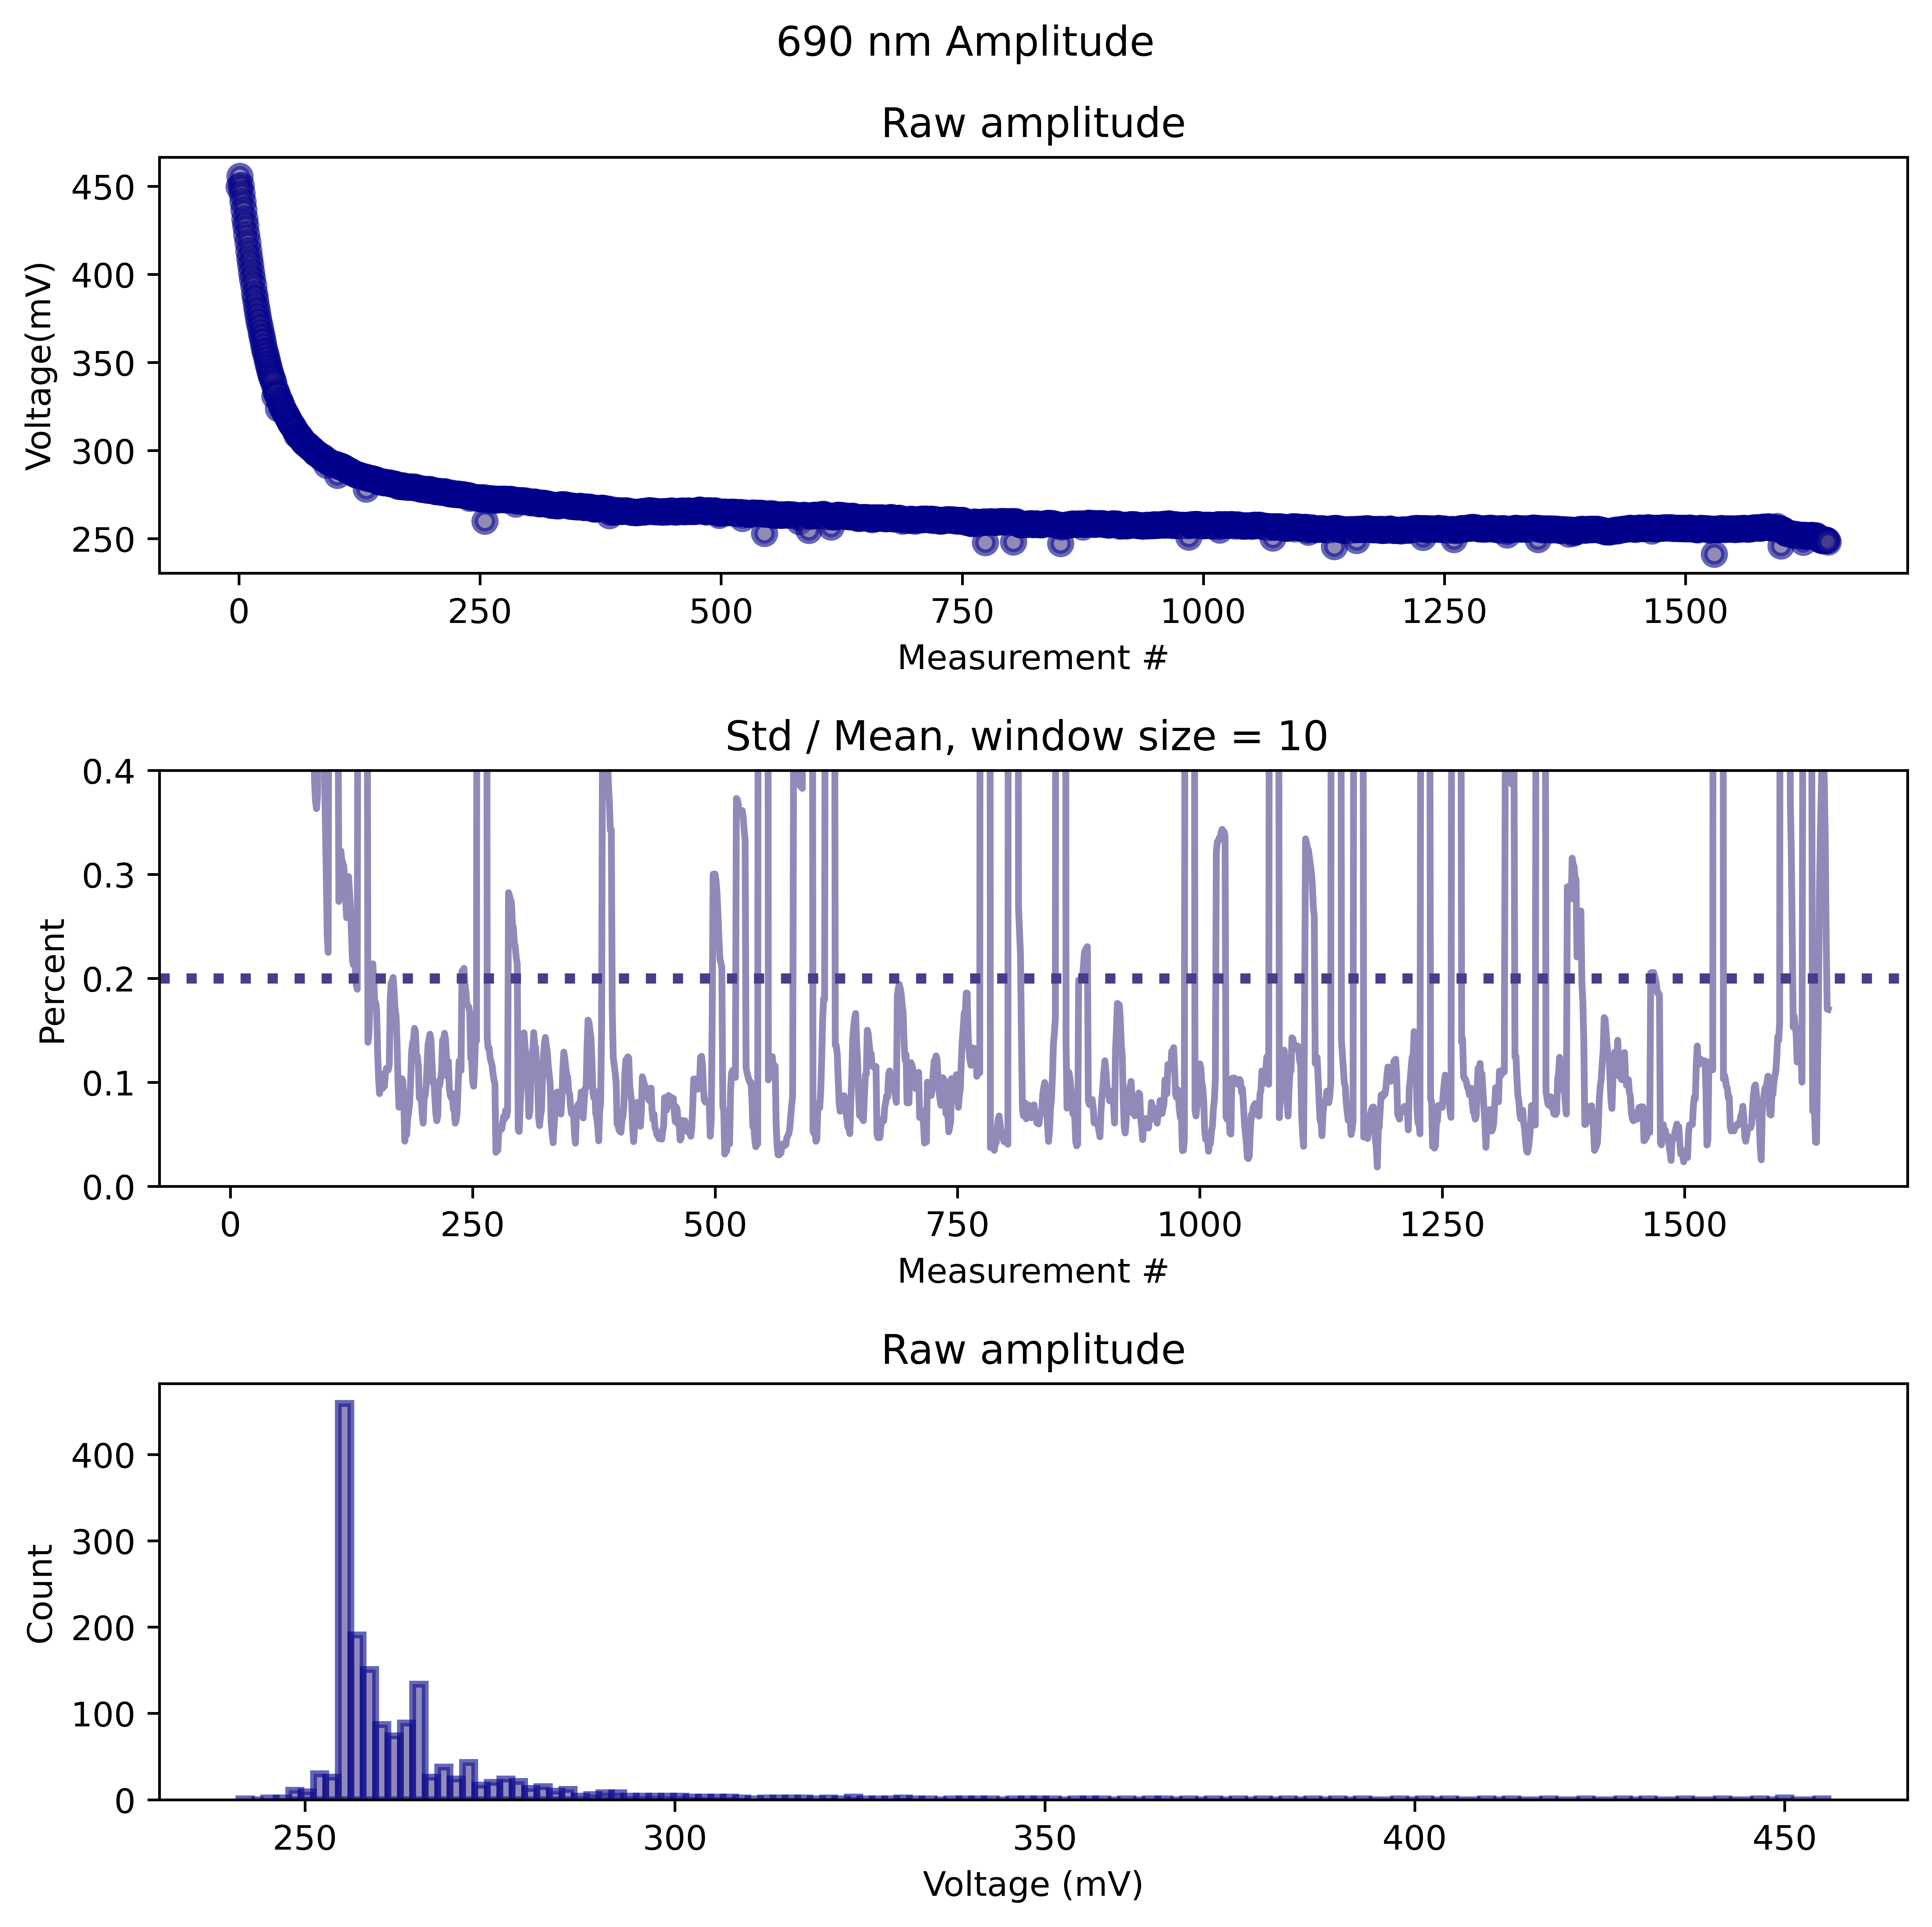 690 nm Amplitude
Raw amplitude
Voltage(mV)
450
400
350
300
250
0 250 500 750 1000 1250 1500
Measurement #
Std / Mean, window size = 10
Percent
0.4
0.3
0.2
0.1
0.0
0 250 500 750 1000 1250 1500
Measurement #
Raw amplitude
Count
400
300
200
100
0
250 300 350 400 450
Voltage (mV)